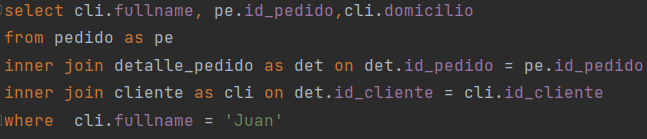 select cli.fullname, pe.id_pedido,cli.domicilio
from pedido as pe
inner join detalle_pedido as det on det.id_pedido = pe.id_pedido
inner join cliente as cli on det.id_cliente = cli.id_cliente
where  cli.fullname = 'Juan'